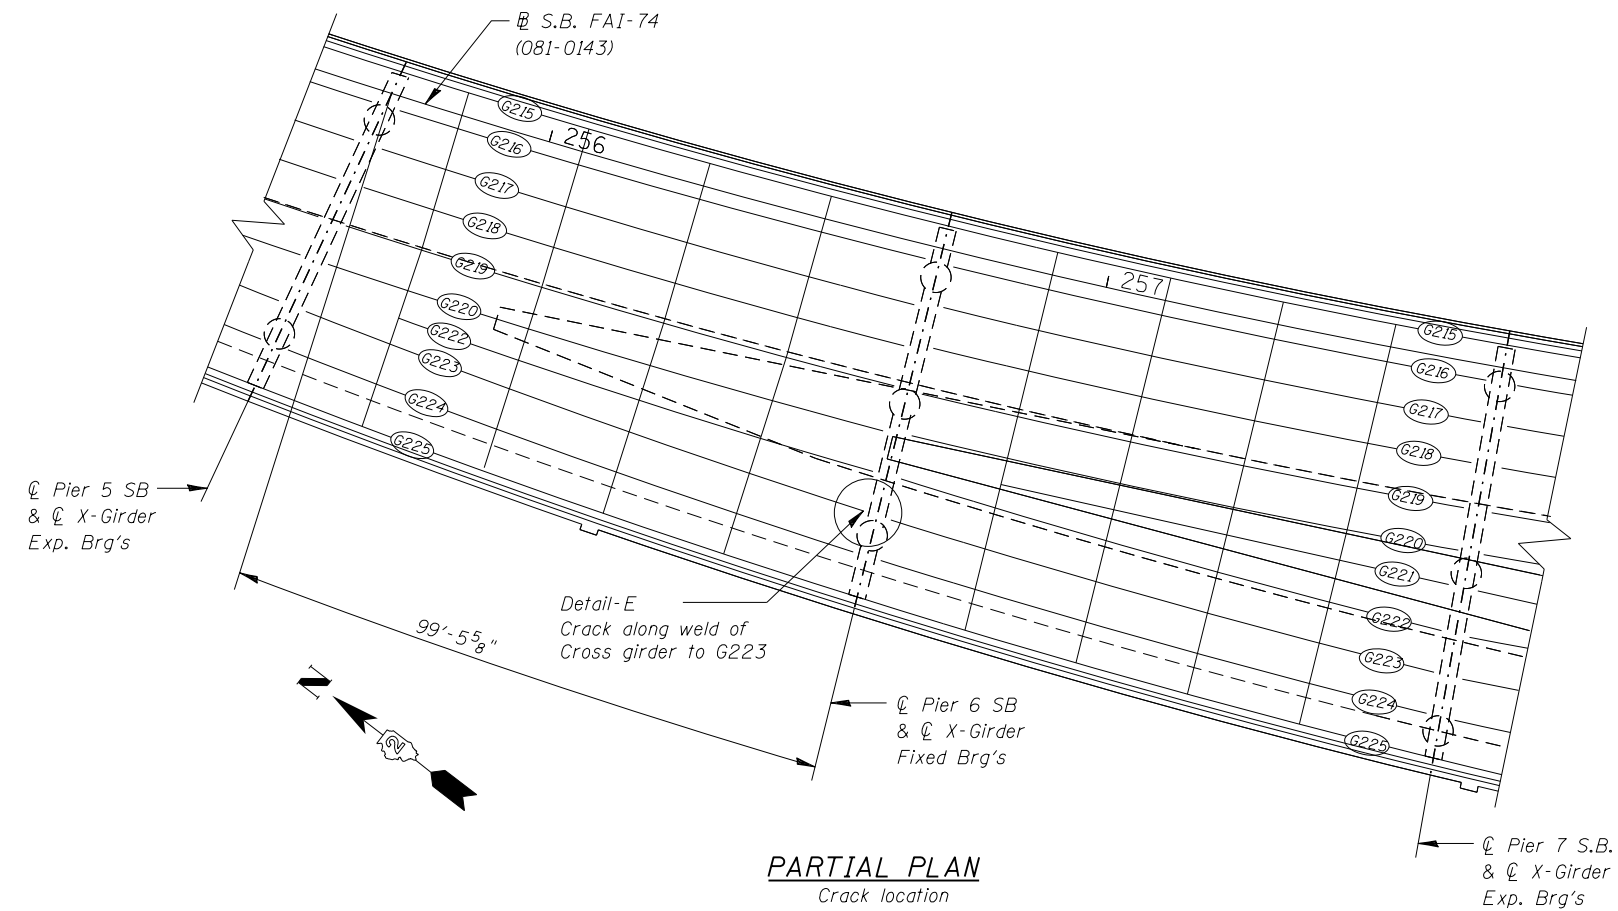 ℄ S.B. FAI-74
(081-0143)
G215
256
G216
G217
G218
G219
G220
G222
G223
G224
G225
257
G215
G216
G217
G218
G219
G220
G221
G222
G223
G224
G225
℄ Pier 5 SB
& ℄ X-Girder
Exp. Brg's
99'-5 5/8"
Detail-E
Crack along weld of
Cross girder to G223
℄ Pier 6 SB
& ℄ X-Girder
Fixed Brg's
N
2
℄ Pier 7 S.B.
& ℄ X-Girder
Exp. Brg's
PARTIAL PLAN
Crack location